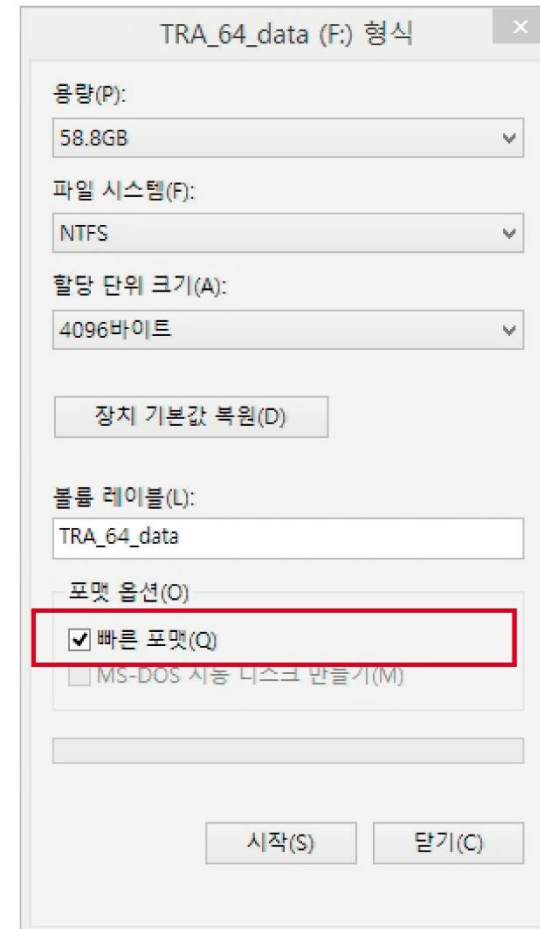 TRA_64_data (F:) 형식
용량(P):
58.8GB
파일 시스템(F):
NTFS
할당 단위 크기(A):
4096바이트
장치 기본값 복원(D)
볼륨 레이블(L):
TRA_64_data
포맷 옵션(O)
빠른 포맷(Q)
MS-DOS 시동 디스크 만들기(M)
시작(S)
닫기(C)